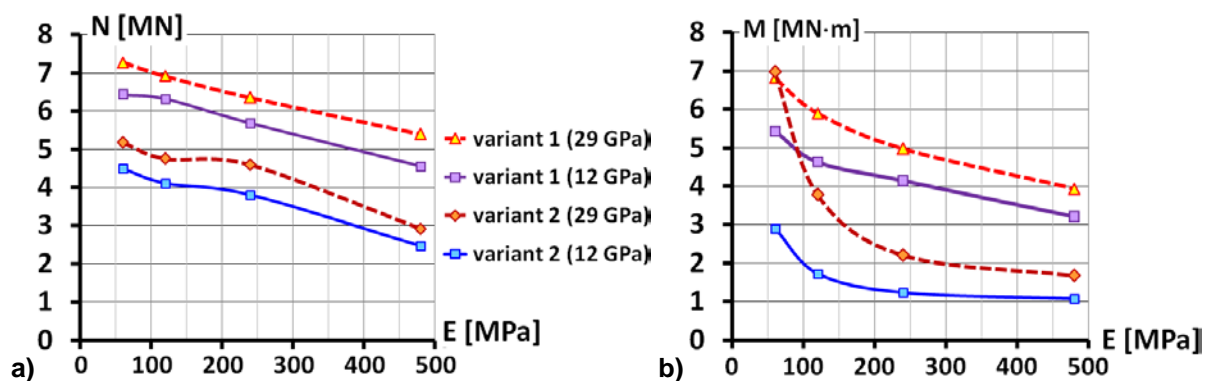 N [MN]
8
7
6
5
4
3
2
1
0
0 100 200 300 400 500
E [MPa]
a)
variant 1 (29 GPa)
variant 1 (12 GPa)
variant 2 (29 GPa)
variant 2 (12 GPa)
M [MN·m]
8
7
6
5
4
3
2
1
0
0 100 200 300 400 500
E [MPa]
b)